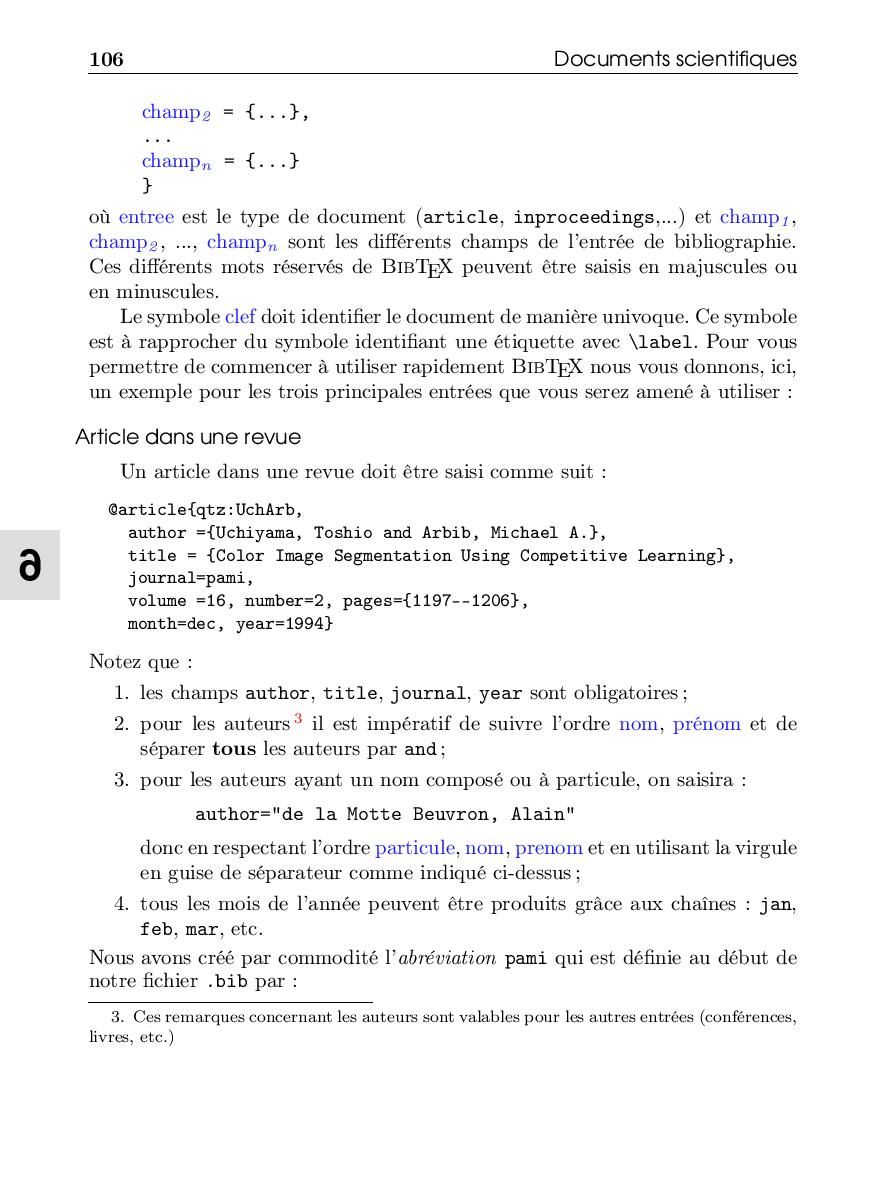 106 Documents scientifiques
champ2 = {...},
...
champn = {...}
}
où entree est le type de document (article, inproceedings,...) et champ1,
champ2, ..., champn sont les différents champs de l'entrée de bibliographie.
Ces différents mots réservés de BIBTEX peuvent être saisis en majuscules ou
en minuscules.
Le symbole clef doit identifier le document de manière univoque. Ce symbole
est à rapprocher du symbole identifiant une étiquette avec \label. Pour vous
permettre de commencer à utiliser rapidement BIBTEX nous vous donnons, ici,
un exemple pour les trois principales entrées que vous serez amené à utiliser :
Article dans une revue
Un article dans une revue doit être saisi comme suit :
@article{qtz:UchArb,
author ={Uchiyama, Toshio and Arbib, Michael A.},
title = {Color Image Segmentation Using Competitive Learning},
journal=pami,
volume =16, number=2, pages={1197--1206},
month=dec, year=1994}
6
Notez que :
1. les champs author, title, journal, year sont obligatoires ;
2. pour les auteurs 3 il est impératif de suivre l'ordre nom, prénom et de
séparer tous les auteurs par and ;
3. pour les auteurs ayant un nom composé ou à particule, on saisira :
author="de la Motte Beuvron, Alain"
donc en respectant l'ordre particule, nom, prenom et en utilisant la virgule
en guise de séparateur comme indiqué ci-dessus ;
4. tous les mois de l'année peuvent être produits grâce aux chaînes : jan,
feb, mar, etc.
Nous avons créé par commodité l'abréviation pami qui est définie au début de
notre fichier .bib par :
3. Ces remarques concernant les auteurs sont valables pour les autres entrées (conférences,
livres, etc.)